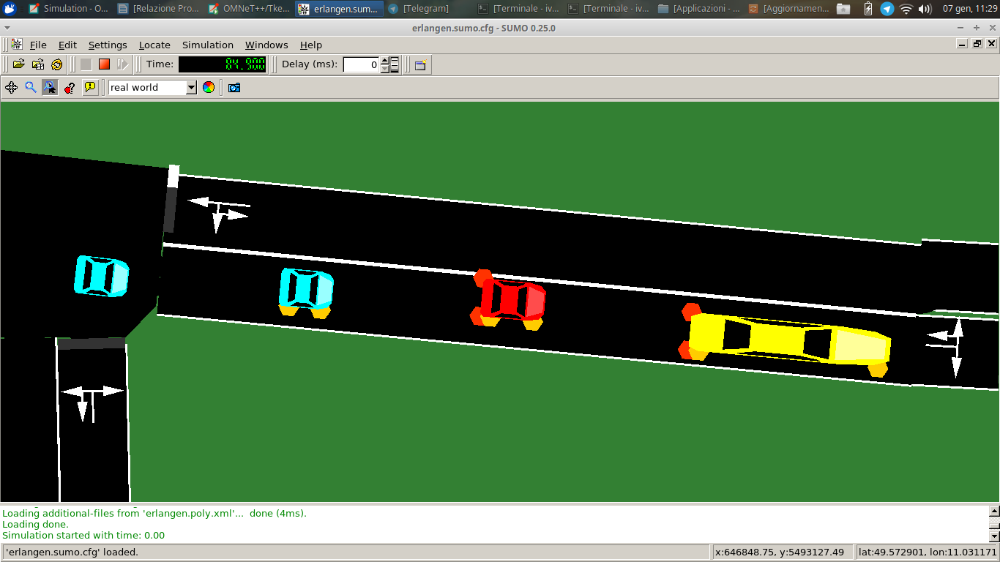 Simulation - O...
[Relazione Pro...
OMNeT++/Tke...
erlangen.sum...
[Telegram]
[Terminale - iv...
[Terminale - iv...
[Applicazioni - ...
[Aggiornamen...
07 gen, 11:29
erlangen.sumo.cfg - SUMO 0.25.0
File Edit Settings Locate Simulation Windows Help
Time: 84.900 Delay (ms): 0
real world
Loading additional-files from 'erlangen.poly.xml'... done (4ms).
Loading done.
Simulation started with time: 0.00
'erlangen.sumo.cfg' loaded.
x:646848.75, y:5493127.49
lat:49.572901, lon:11.031171